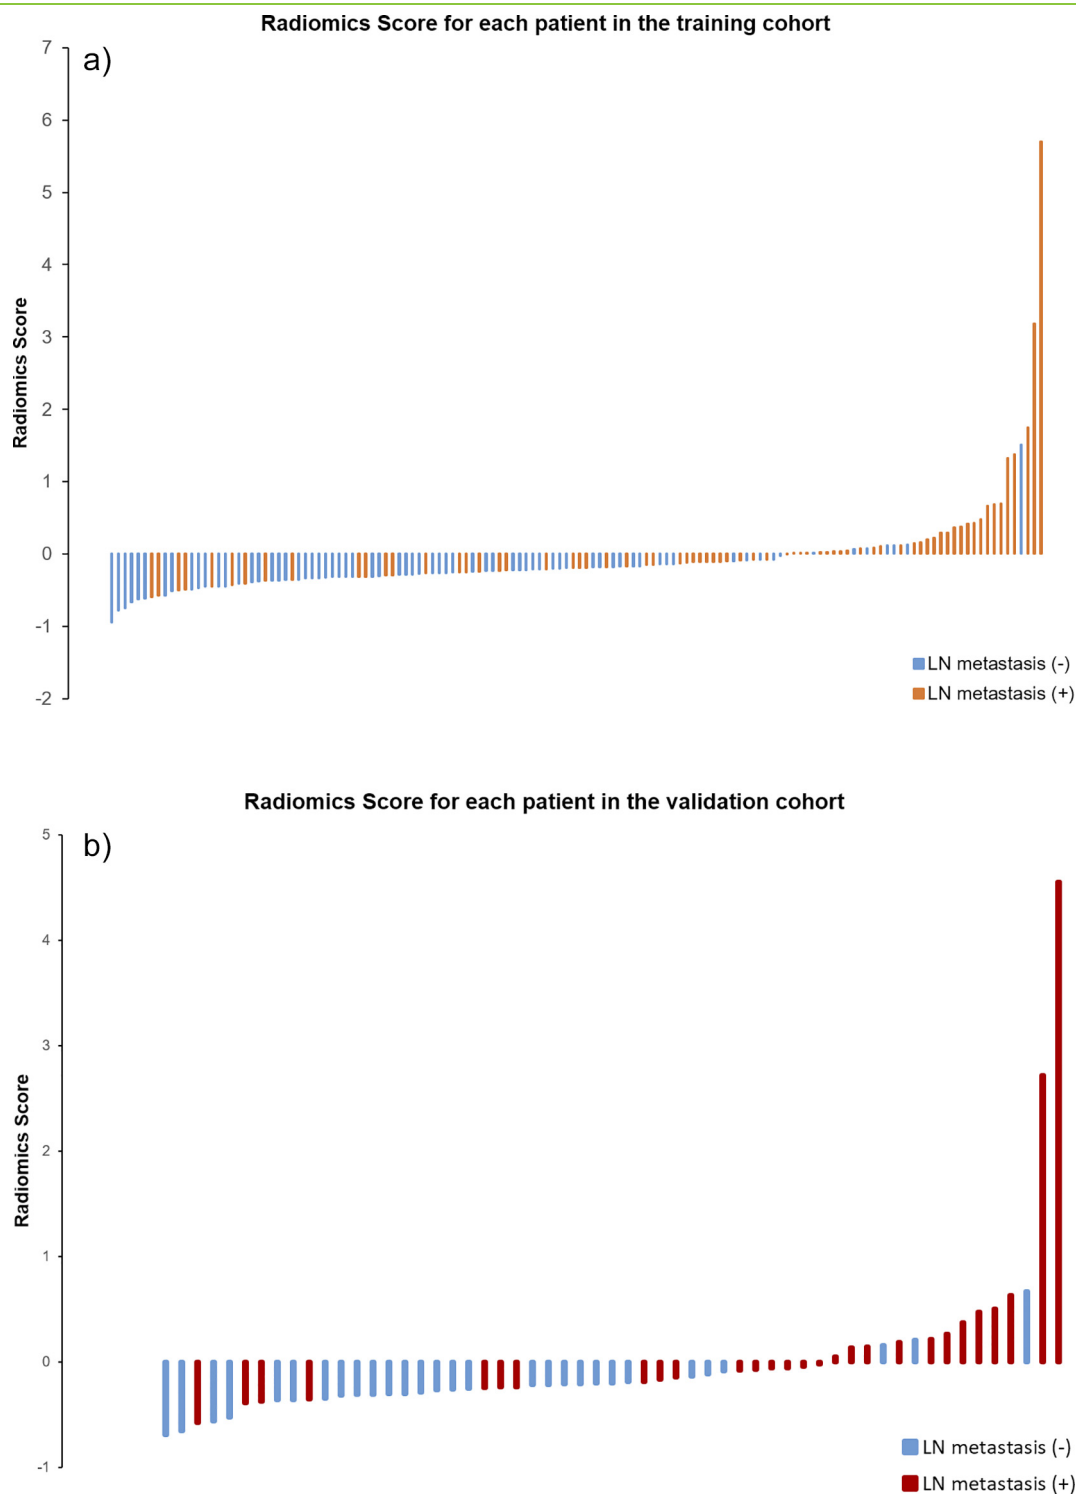 Radiomics Score for each patient in the training cohort
a)
7
6
5
4
3
2
1
0
-1
-2
Radiomics Score
LN metastasis (-)
LN metastasis (+)
Radiomics Score for each patient in the validation cohort
b)
5
4
3
2
1
0
-1
Radiomics Score
LN metastasis (-)
LN metastasis (+)